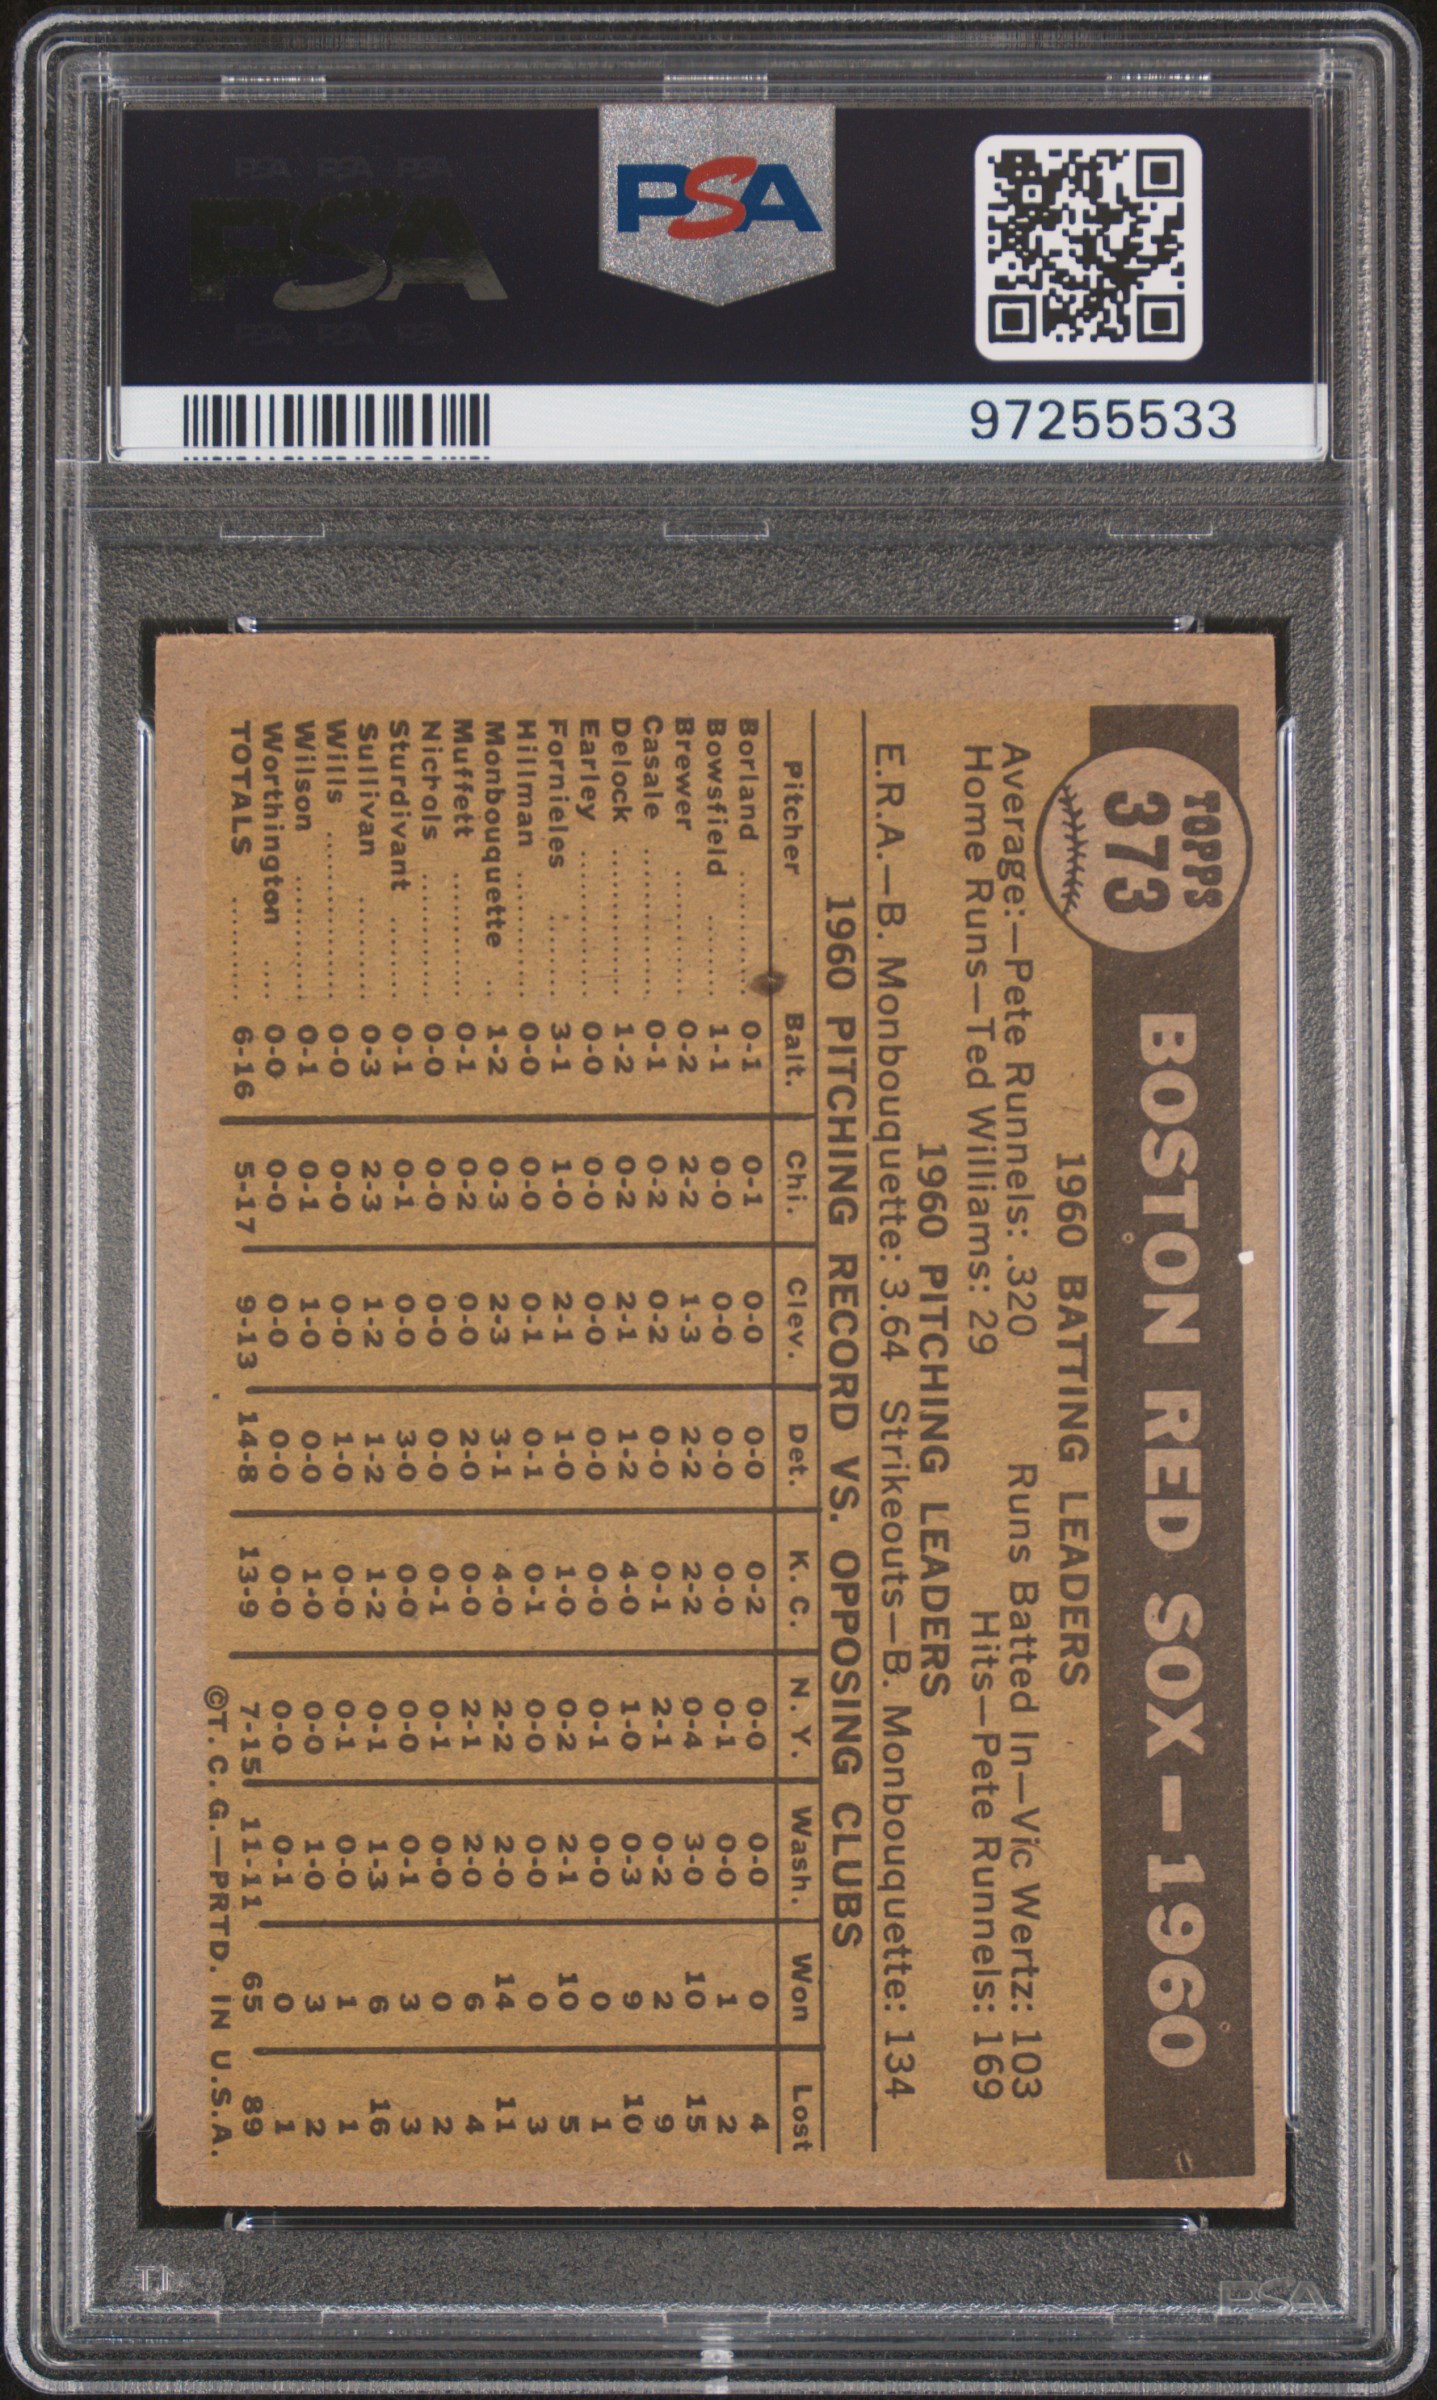 PSA PSA PSA
PSA
PSA PSA PSA
PSA
97255533
TOPPS
373
BOSTON RED SOX—1960
1960 BATTING LEADERS
Average:—Pete Runnels: .320 Runs Batted In—Vic Wertz: 103
Home Runs—Ted Williams: 29 Hits—Pete Runnels: 169
1960 PITCHING LEADERS
E.R.A.—B. Monbouquette: 3.64 Strikeouts—B. Monbouquette: 134
1960 PITCHING RECORD VS. OPPOSING CLUBS
Pitcher Balt. Chi. Clev. Det. K. C. N. Y. Wash. Won Lost
Borland .......... 0-1 0-1 0-0 0-0 0-2 0-0 0-0 0 4
Bowsfield ....... 1-1 0-0 0-0 0-0 0-0 0-1 0-0 1 2
Brewer .......... 0-2 2-2 1-3 2-2 2-2 0-4 3-0 10 15
Casale ............ 0-1 0-2 0-2 0-0 0-1 2-1 0-2 2 9
Delock ............ 1-2 0-2 2-1 1-2 4-0 1-0 0-3 9 10
Earley ............ 0-0 0-0 0-0 0-0 0-0 0-1 0-0 0 1
Fornieles ........ 3-1 1-0 2-1 1-0 1-0 0-2 2-1 10 5
Hillman .......... 0-0 0-0 0-1 0-1 0-1 0-0 0-0 0 3
Monbouquette .. 1-2 0-3 2-3 3-1 4-0 2-2 2-0 14 11
Muffett .......... 0-1 0-2 0-0 2-0 0-0 2-1 2-0 6 4
Nichols .......... 0-0 0-0 0-0 0-0 0-1 0-1 0-0 0 2
Sturdivant ....... 0-1 0-1 0-0 3-0 0-0 0-0 0-1 3 3
Sullivan ......... 0-3 2-3 1-2 1-2 1-2 0-1 1-3 6 16
Wills .............. 0-0 0-0 0-0 1-0 0-0 0-1 0-0 1 1
Wilson ........... 0-1 0-1 1-0 0-0 1-0 0-0 1-0 3 2
Worthington .... 0-0 0-0 0-0 0-0 0-0 0-0 0-1 0 1
TOTALS ......... 6-16 5-17 9-13 14-8 13-9 7-15 11-11 65 89
©T. C. G.—PRTD. IN U.S.A.
PSA